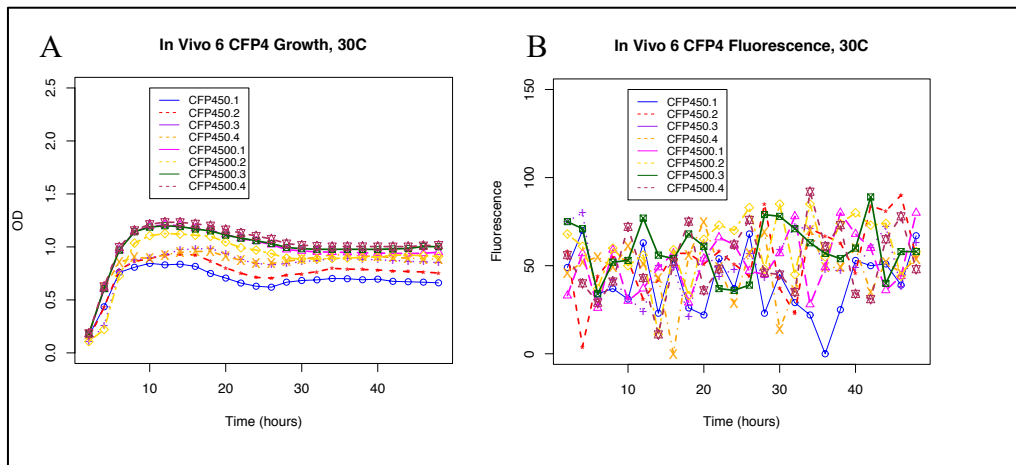 A
In Vivo 6 CFP4 Growth, 30C
OD
2.5
2.0
1.5
1.0
0.5
0.0
CFP450.1
CFP450.2
CFP450.3
CFP450.4
CFP4500.1
CFP4500.2
CFP4500.3
CFP4500.4
10 20 30 40
Time (hours)
B
In Vivo 6 CFP4 Fluorescence, 30C
Fluorescence
150
100
50
0
CFP450.1
CFP450.2
CFP450.3
CFP450.4
CFP4500.1
CFP4500.2
CFP4500.3
CFP4500.4
10 20 30 40
Time (hours)